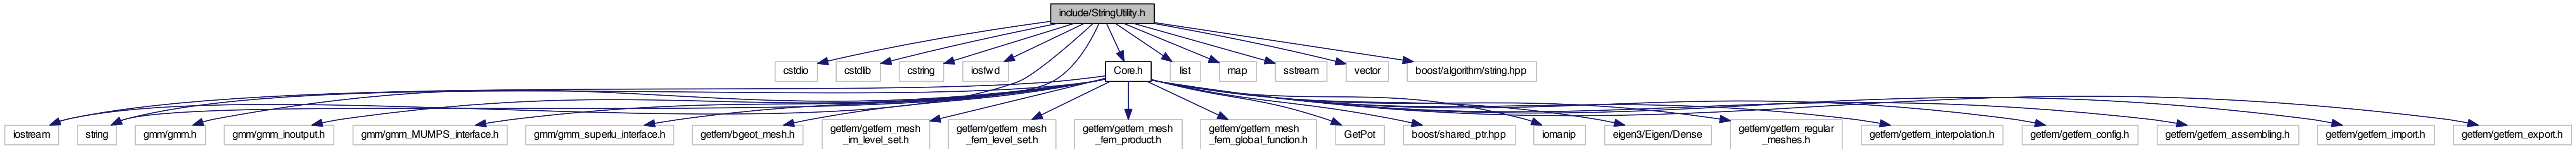 include/StringUtility.h
cstdio
cstdlib
cstring
iosfwd
Core.h
list
map
sstream
vector
boost/algorithm/string.hpp
iostream
string
gmm/gmm.h
gmm/gmm_inoutput.h
gmm/gmm_MUMPS_interface.h
gmm/gmm_superlu_interface.h
getfem/bgeot_mesh.h
getfem/getfem_mesh
_im_level_set.h
getfem/getfem_mesh
_fem_level_set.h
getfem/getfem_mesh
_fem_product.h
getfem/getfem_mesh
_fem_global_function.h
GetPot
boost/shared_ptr.hpp
iomanip
eigen3/Eigen/Dense
getfem/getfem_regular
_meshes.h
getfem/getfem_interpolation.h
getfem/getfem_config.h
getfem/getfem_assembling.h
getfem/getfem_import.h
getfem/getfem_export.h